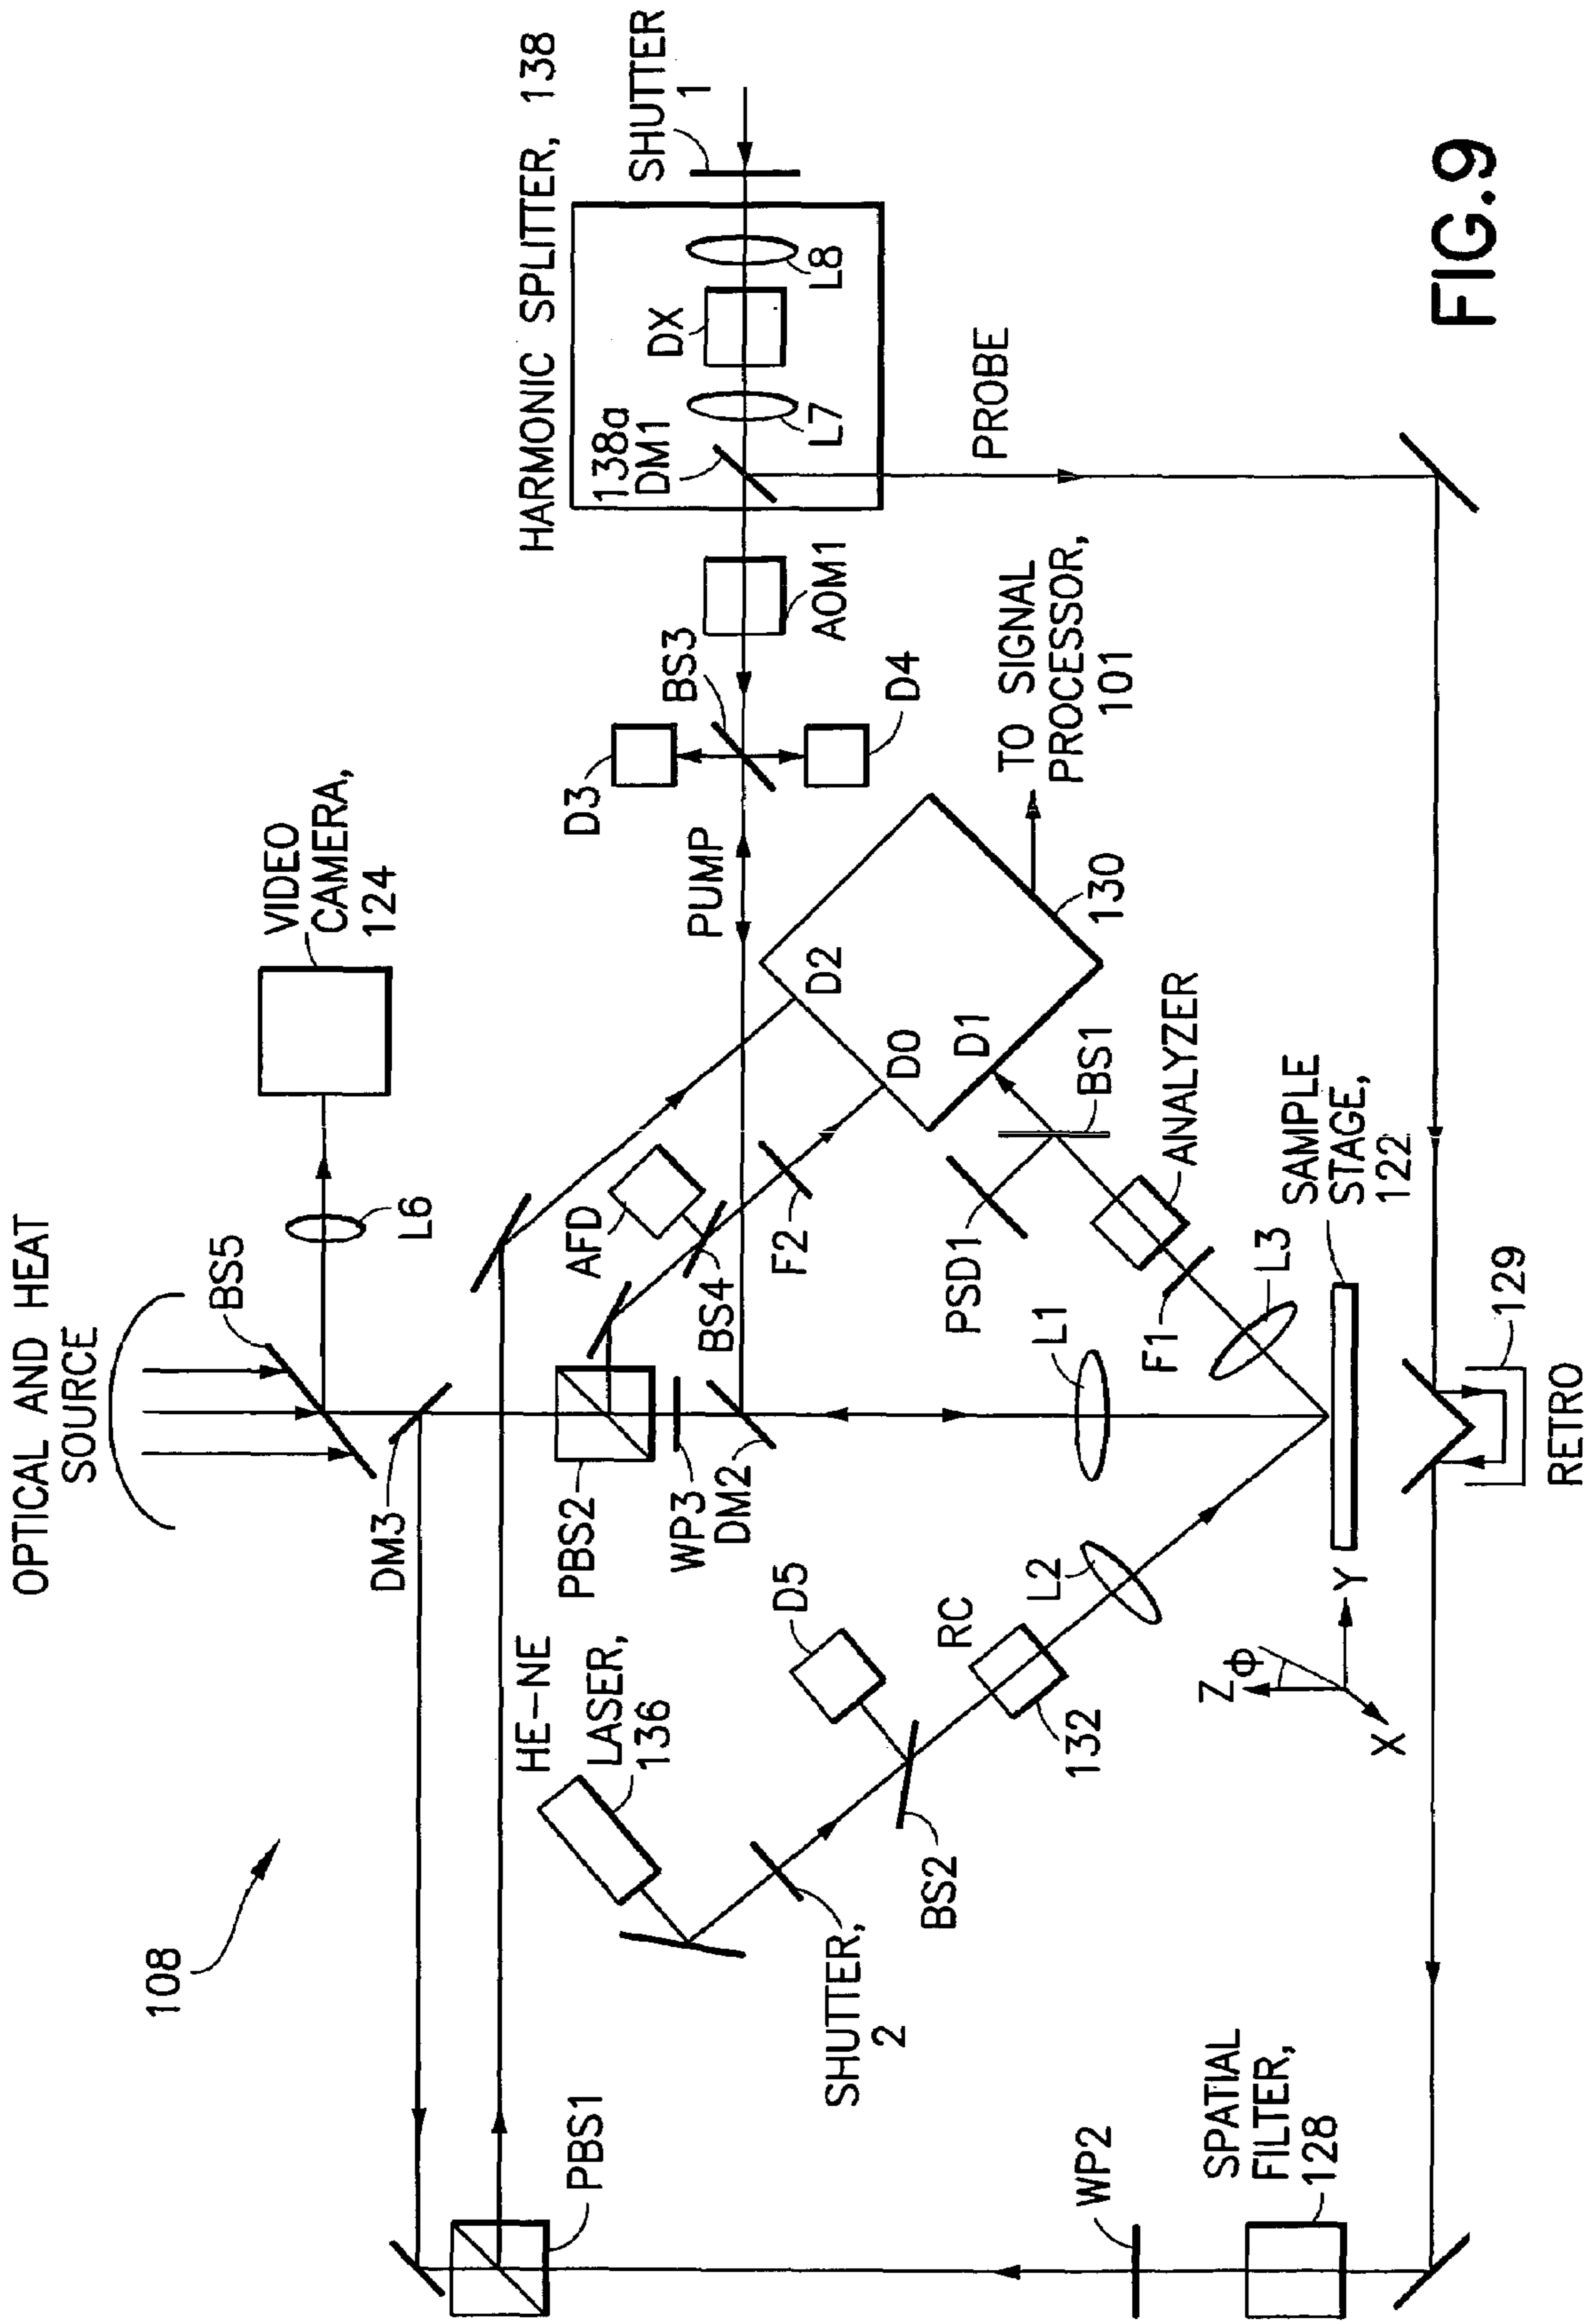 108
OPTICAL AND HEAT
SOURCE
BS5
VIDEO
CAMERA,
124
L6
DM3
HARMONIC SPLITTER, 138
SHUTTER
1
138a
DM1
DX
L7
L8
AOM1
BS3
D3
D4
PUMP
PROBE
HE-NE
LASER,
136
PBS1
PBS2
WP3
DM2
AFD
BS4
F2
D2
D0
D1
130
TO SIGNAL
PROCESSOR,
101
SHUTTER,
2
BS2
D5
RC
132
L2
L1
PSD1
BS1
ANALYZER
F1
L3
SAMPLE
STAGE,
122
Z
Φ
Y
X
WP2
SPATIAL
FILTER,
128
129
RETRO
FIG.9